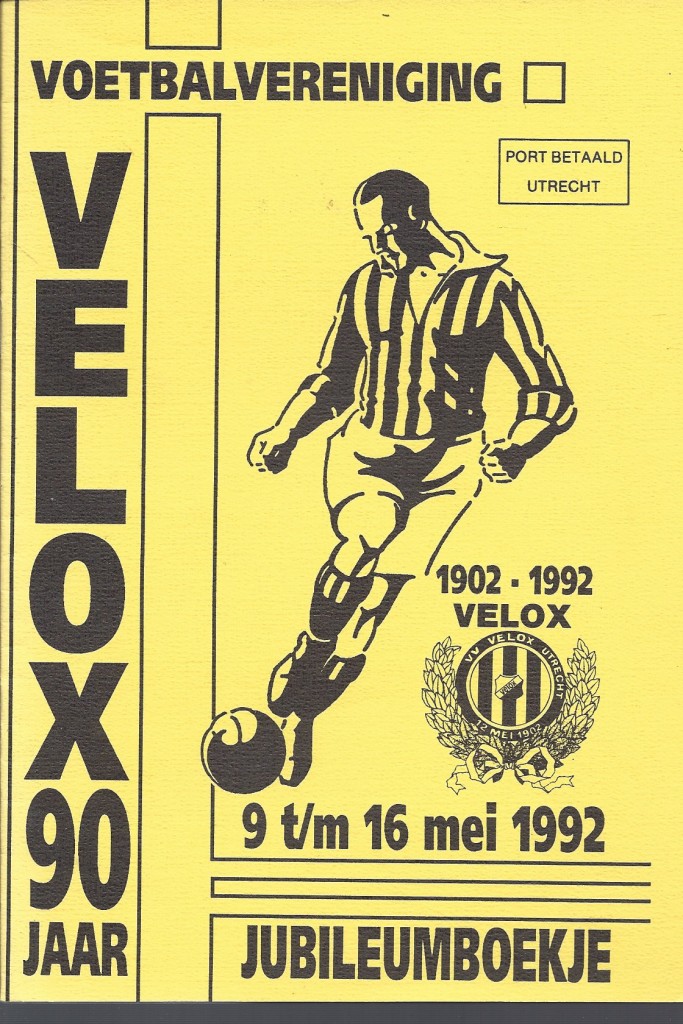 VOETBALVERENIGING
PORT BETAALD
UTRECHT
VELOX
90
JAAR
1902 - 1992
VELOX
VV VELOX UTRECHT
12 MEI 1902
9 t/m 16 mei 1992
JUBILEUMBOEKJE